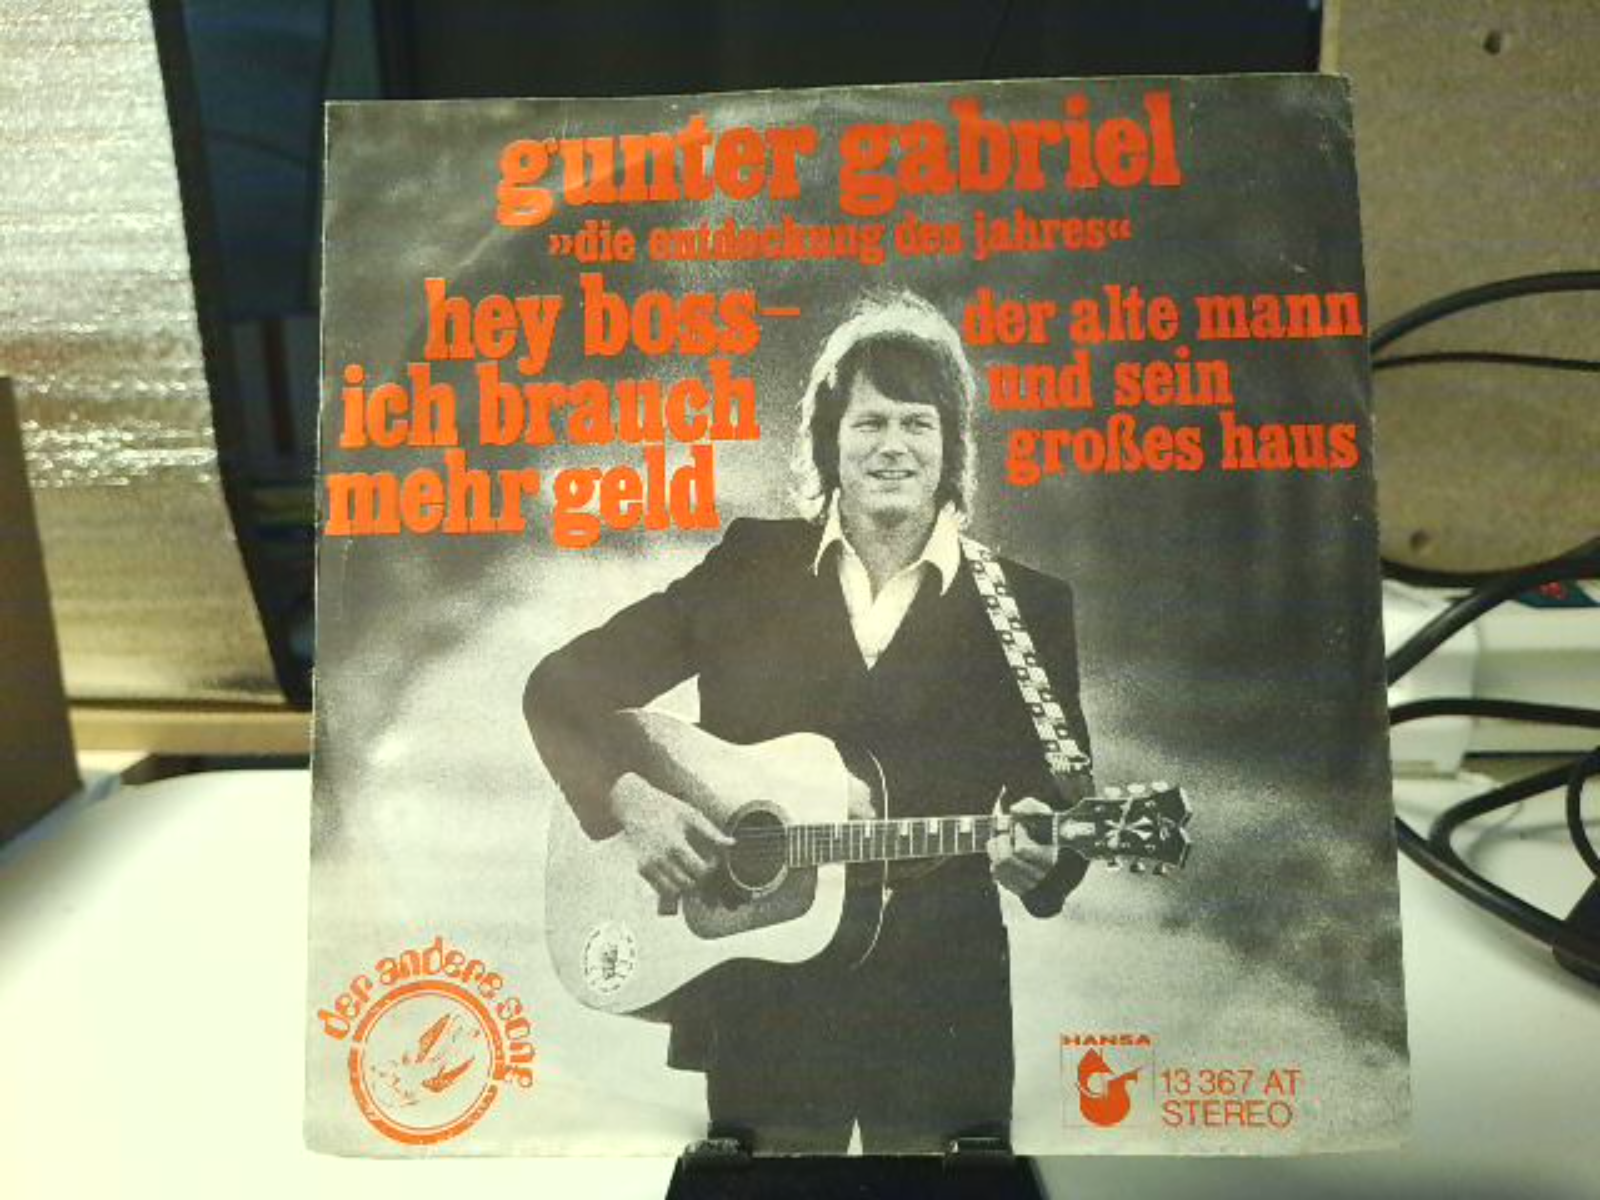 gunter gabriel
»die entdeckung des jahres«
hey boss–
ich brauch
mehr geld
der alte mann
und sein
großes haus
der andere song
HANSA
13 367 AT
STEREO